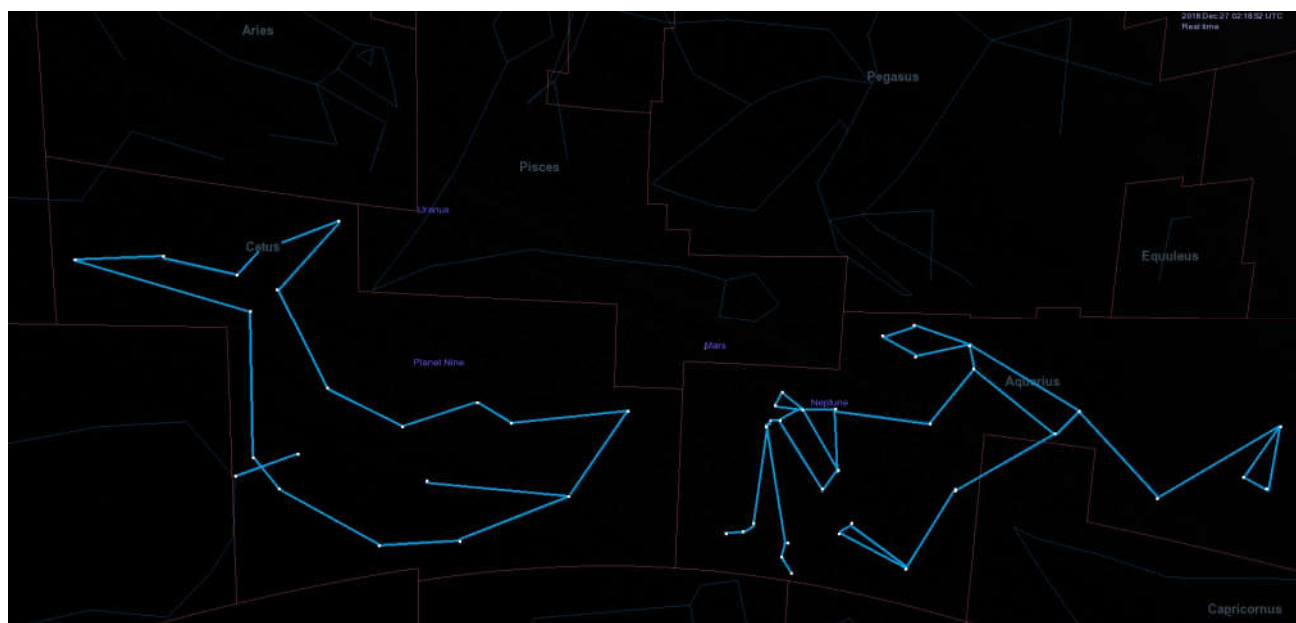 2018 Dec 27 02:18:52 UTC
Real time
Aries
Pegasus
Pisces
Uranus
Cetus
Equuleus
Mars
Planet Nine
Aquarius
Neptune
Capricornus